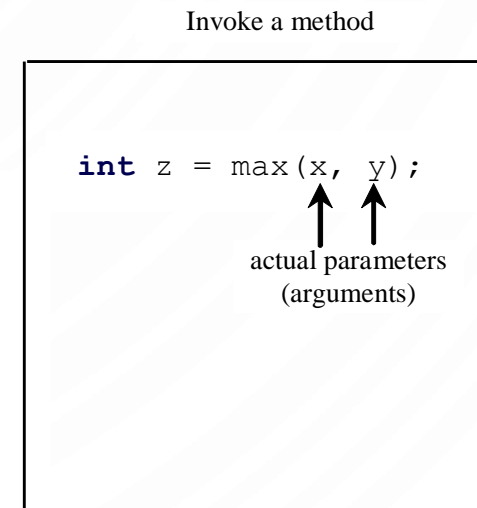 Invoke a method
int z = max(x, y);
actual parameters
(arguments)